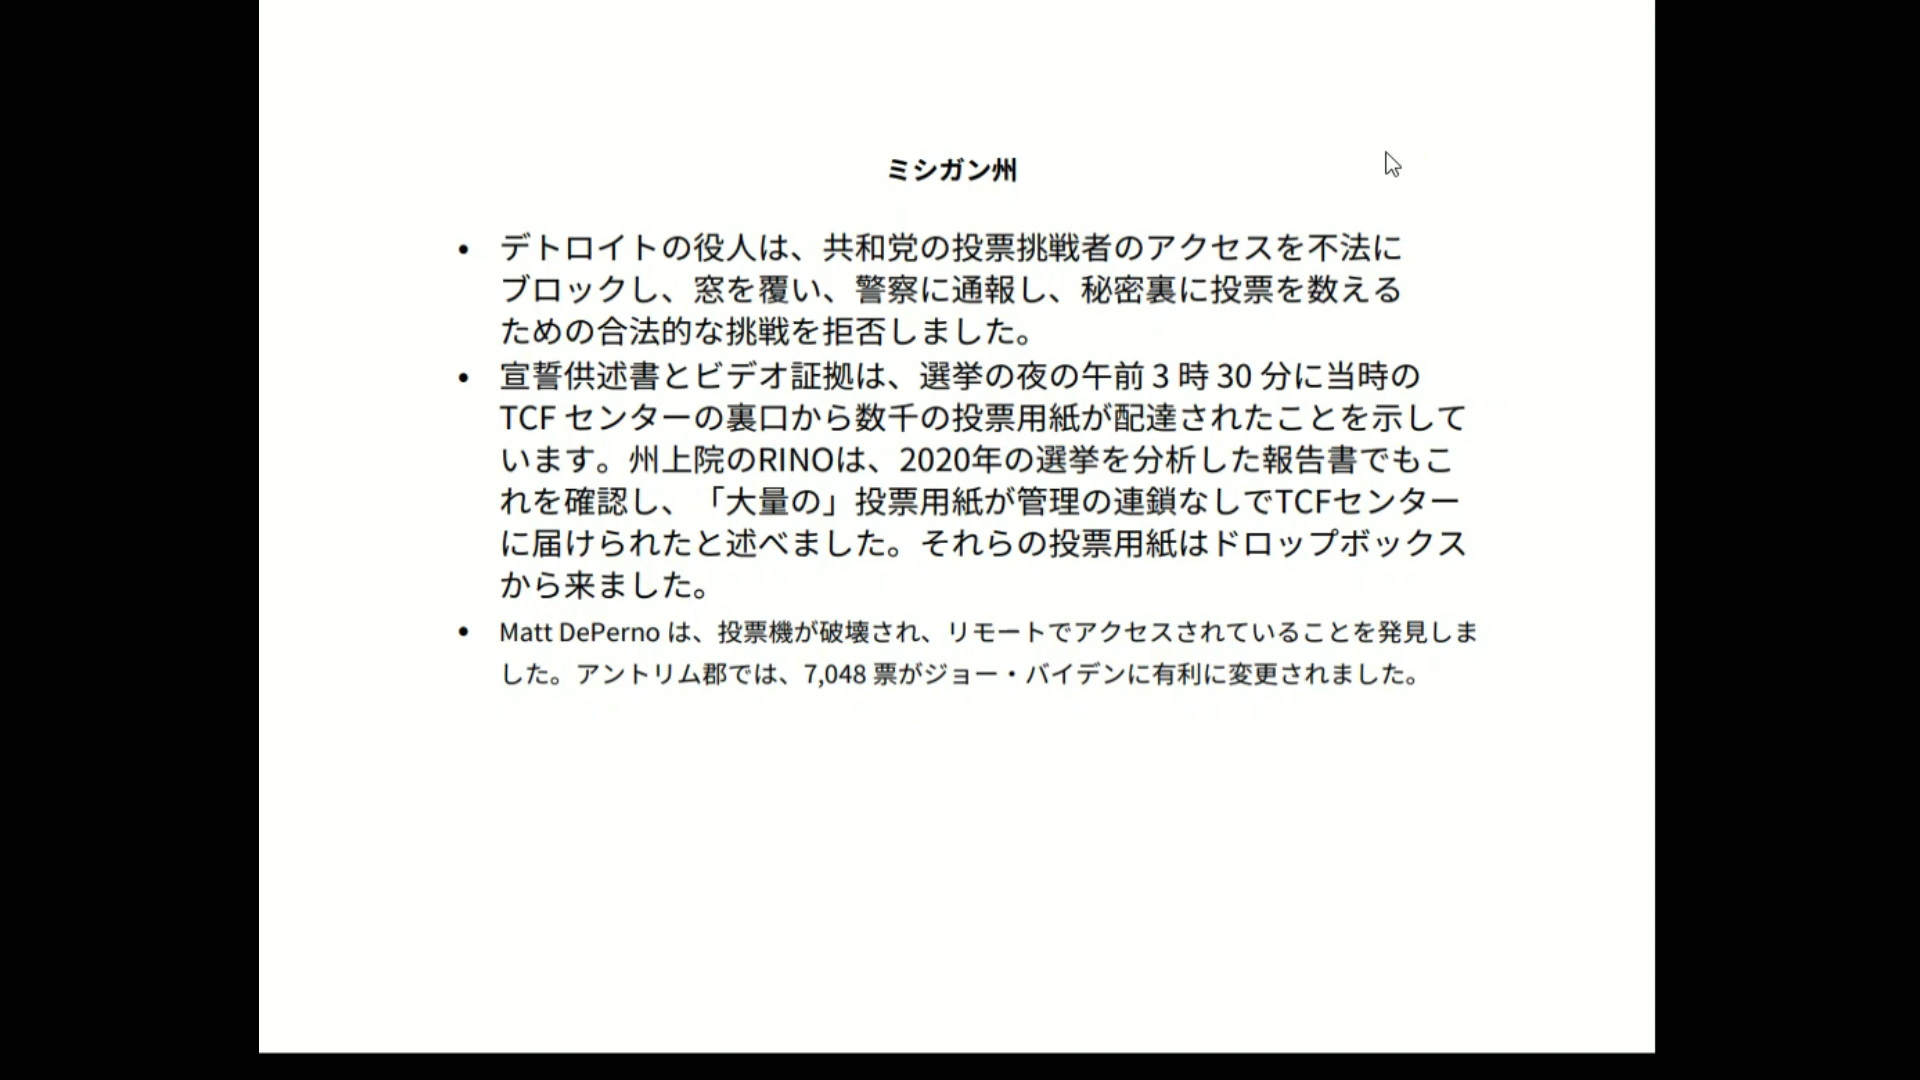 ミシガン州
• デトロイトの役人は、共和党の投票挑戦者のアクセスを不法に
ブロックし、窓を覆い、警察に通報し、秘密裏に投票を数える
ための合法的な挑戦を拒否しました。
• 宣誓供述書とビデオ証拠は、選挙の夜の午前 3 時 30 分に当時の
TCF センターの裏口から数千の投票用紙が配達されたことを示して
います。州上院のRINOは、2020年の選挙を分析した報告書でもこ
れを確認し、「大量の」投票用紙が管理の連鎖なしでTCFセンター
に届けられたと述べました。それらの投票用紙はドロップボックス
から来ました。
• Matt DePerno は、投票機が破壊され、リモートでアクセスされていることを発見しま
した。アントリム郡では、7,048 票がジョー・バイデンに有利に変更されました。